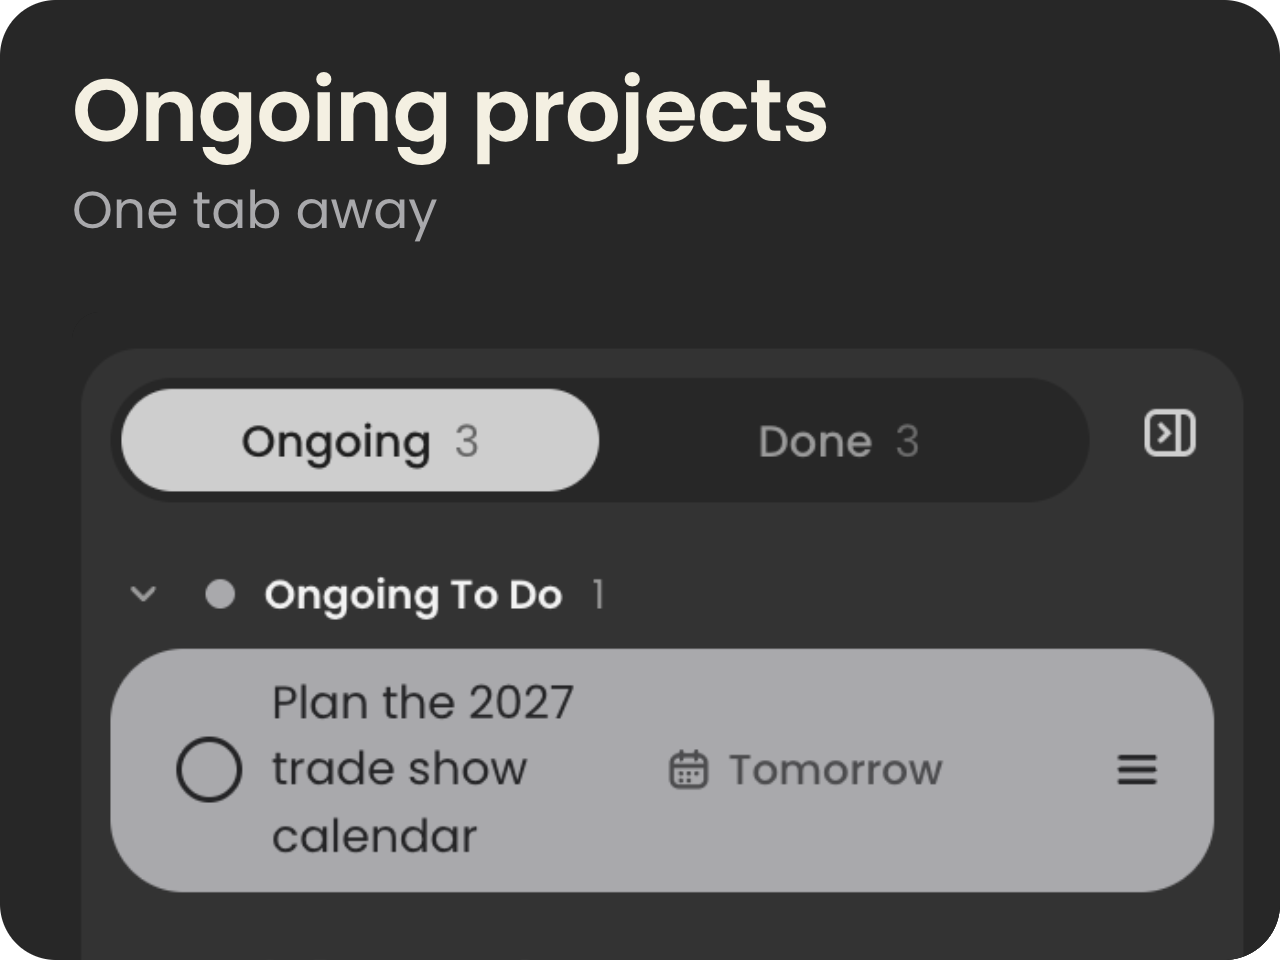 Ongoing projects
One tab away
Ongoing 3
Done 3
Ongoing To Do 1
Plan the 2027
trade show
calendar
Tomorrow